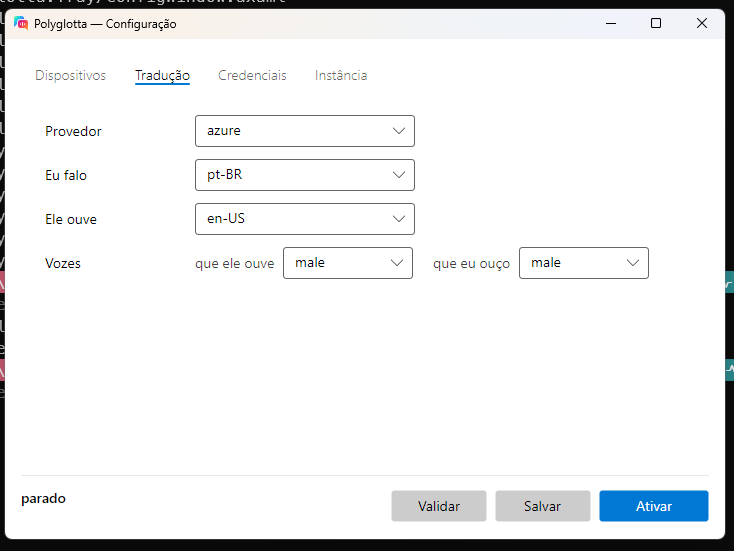 Polyglotta — Configuração
Dispositivos Tradução Credenciais Instância
Provedor azure
Eu falo pt-BR
Ele ouve en-US
Vozes que ele ouve male que eu ouço male
parado Validar Salvar Ativar